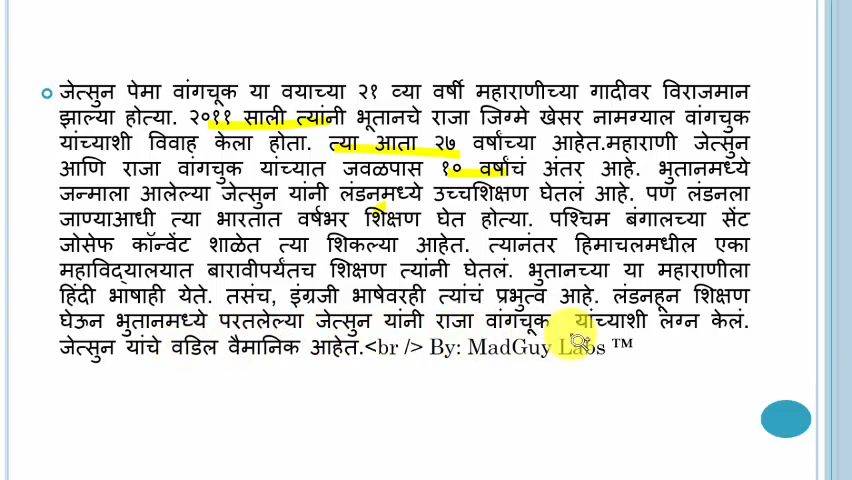 जेत्सुन पेमा वांगचूक या वयाच्या २१ व्या वर्षी महाराणीच्या गादीवर विराजमान
झाल्या होत्या. २०११ साली त्यांनी भूतानचे राजा जिग्मे खेसर नामग्याल वांगचुक
यांच्याशी विवाह केला होता. त्या आता २७ वर्षांच्या आहेत.महाराणी जेत्सुन
आणि राजा वांगचुक यांच्यात जवळपास १० वर्षांचं अंतर आहे. भुतानमध्ये
जन्माला आलेल्या जेत्सुन यांनी लंडनमध्ये उच्चशिक्षण घेतलं आहे. पण लंडनला
जाण्याआधी त्या भारतात वर्षभर शिक्षण घेत होत्या. पश्चिम बंगालच्या सेंट
जोसेफ कॉन्वेंट शाळेत त्या शिकल्या आहेत. त्यानंतर हिमाचलमधील एका
महाविद्यालयात बारावीपर्यंतच शिक्षण त्यांनी घेतलं. भुतानच्या या महाराणीला
हिंदी भाषाही येते. तसंच, इंग्रजी भाषेवरही त्यांचं प्रभुत्व आहे. लंडनहून शिक्षण
घेऊन भुतानमध्ये परतलेल्या जेत्सुन यांनी राजा वांगचूक यांच्याशी लग्न केलं.
जेत्सुन यांचे वडिल वैमानिक आहेत.<br /> By: MadGuy Labs ™